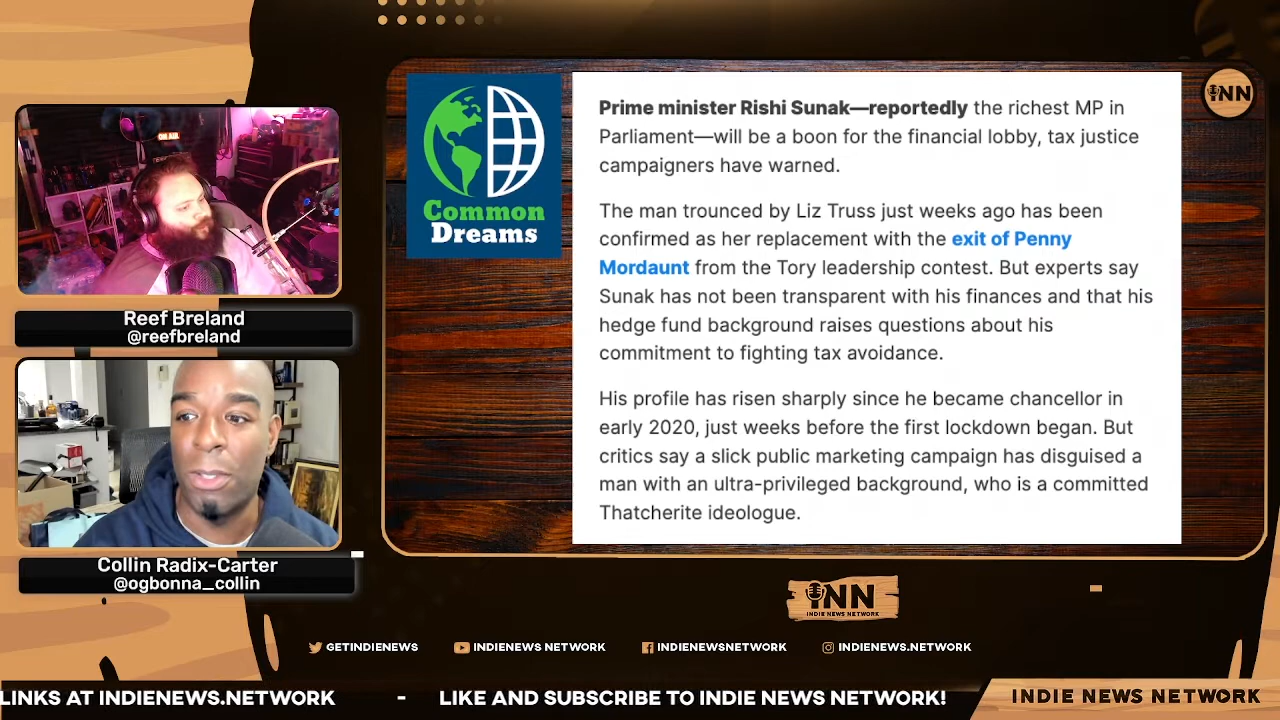 ON AIR
Reef Breland
@reefbreland
Collin Radix-Carter
@ogbonna_collin
Common
Dreams
Prime minister Rishi Sunak—reportedly the richest MP in
Parliament—will be a boon for the financial lobby, tax justice
campaigners have warned.
The man trounced by Liz Truss just weeks ago has been
confirmed as her replacement with the exit of Penny
Mordaunt from the Tory leadership contest. But experts say
Sunak has not been transparent with his finances and that his
hedge fund background raises questions about his
commitment to fighting tax avoidance.
His profile has risen sharply since he became chancellor in
early 2020, just weeks before the first lockdown began. But
critics say a slick public marketing campaign has disguised a
man with an ultra-privileged background, who is a committed
Thatcherite ideologue.
iNN
iNN
INDIE NEWS NETWORK
GETINDIENEWS
INDIENEWS NETWORK
INDIENEWSNETWORK
INDIENEWS.NETWORK
LINKS AT INDIENEWS.NETWORK - LIKE AND SUBSCRIBE TO INDIE NEWS NETWORK!
INDIE NEWS NETWORK